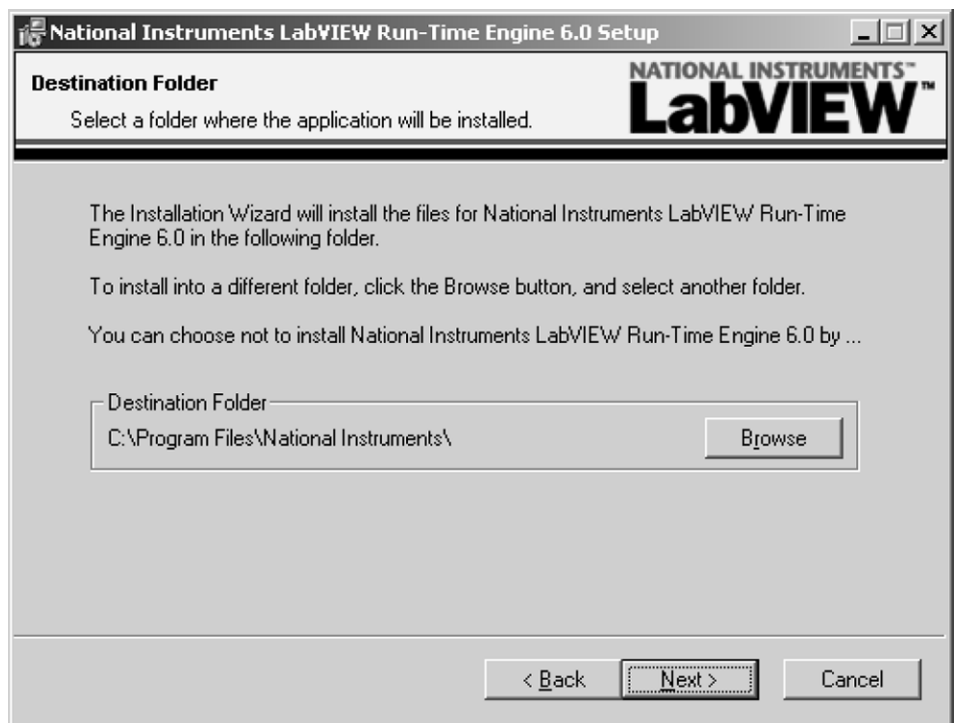 National Instruments LabVIEW Run-Time Engine 6.0 Setup
Destination Folder
Select a folder where the application will be installed.
NATIONAL INSTRUMENTS™
LabVIEW™
The Installation Wizard will install the files for National Instruments LabVIEW Run-Time
Engine 6.0 in the following folder.
To install into a different folder, click the Browse button, and select another folder.
You can choose not to install National Instruments LabVIEW Run-Time Engine 6.0 by ...
Destination Folder
C:\Program Files\National Instruments\
Browse
< Back
Next >
Cancel